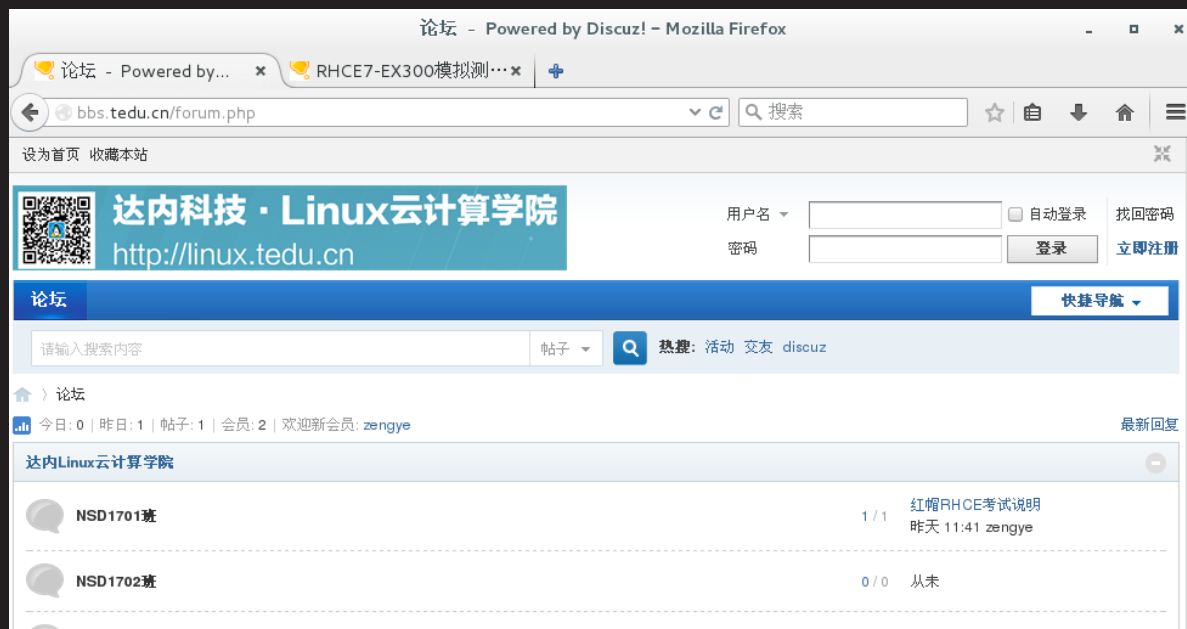 论坛 - Powered by Discuz! - Mozilla Firefox
论坛 - Powered by...
RHCE7-EX300模拟测…
bbs.tedu.cn/forum.php
搜索
设为首页 收藏本站
达内科技·Linux云计算学院
http://linux.tedu.cn
用户名
自动登录
找回密码
密码
登录
立即注册
论坛
快捷导航
请输入搜索内容
帖子
热搜: 活动 交友 discuz
论坛
今日: 0 | 昨日: 1 | 帖子: 1 | 会员: 2 | 欢迎新会员: zengye
最新回复
达内Linux云计算学院
NSD1701班
1 / 1
红帽RHCE考试说明
昨天 11:41 zengye
NSD1702班
0 / 0
从未